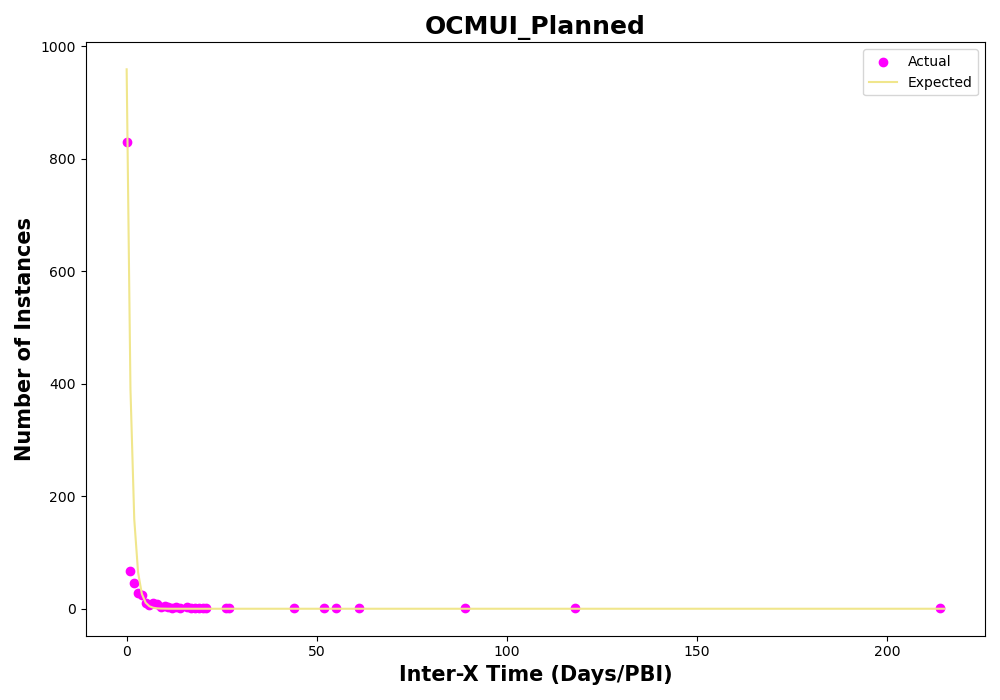 OCMUI_Planned
Actual
Expected
1000
800
600
400
200
0
Number of Instances
0 50 100 150 200
Inter-X Time (Days/PBI)